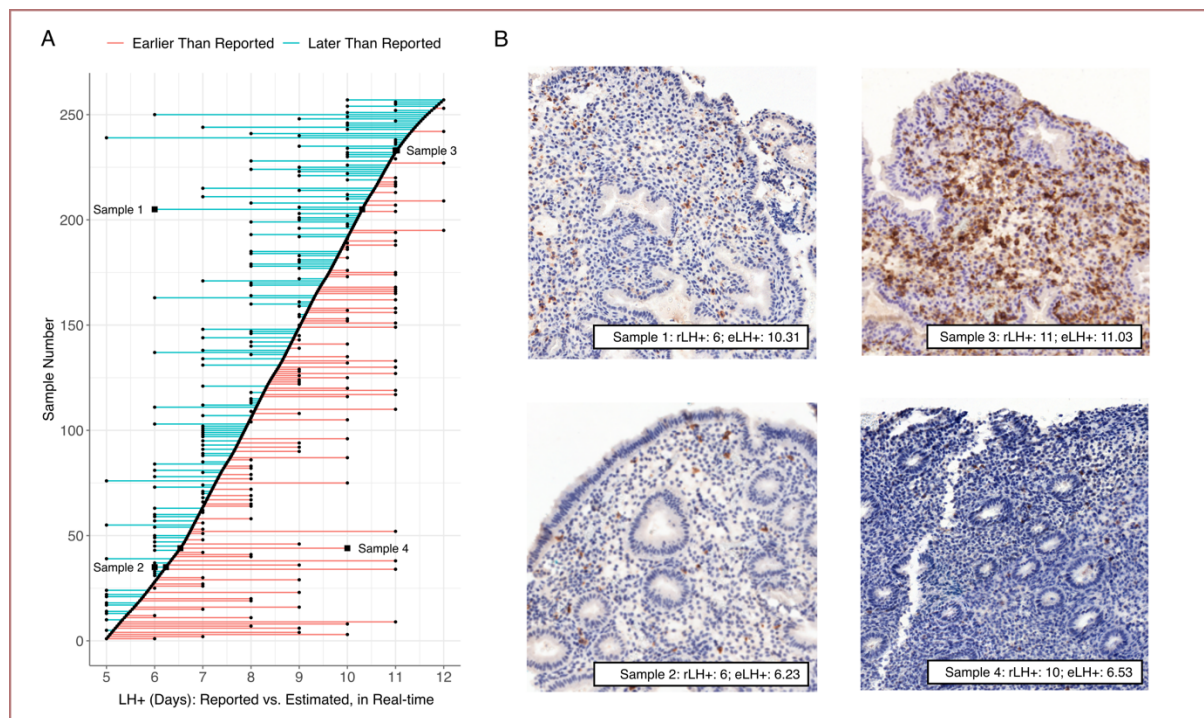 A
Earlier Than Reported Later Than Reported
250
200
150
100
50
0
Sample Number
Sample 3
Sample 1
Sample 4
Sample 2
5 6 7 8 9 10 11 12
LH+ (Days): Reported vs. Estimated, in Real-time
B
Sample 1: rLH+: 6; eLH+: 10.31
Sample 3: rLH+: 11; eLH+: 11.03
Sample 2: rLH+: 6; eLH+: 6.23
Sample 4: rLH+: 10; eLH+: 6.53